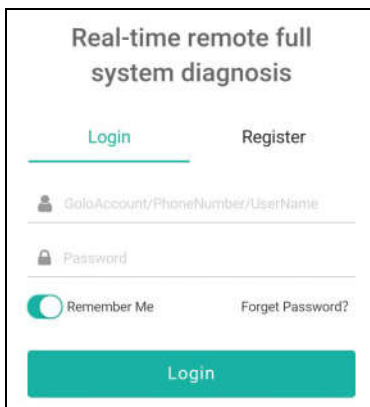 Real-time remote full
system diagnosis
Login Register
GoloAccount/PhoneNumber/UserName
Password
Remember Me Forget Password?
Login